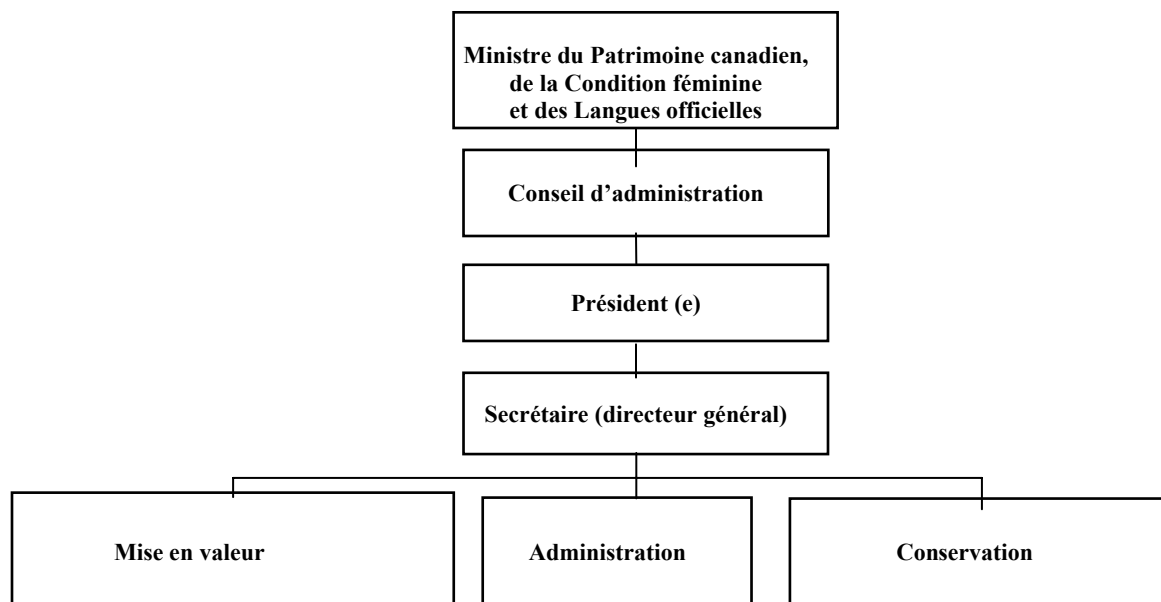 Ministre du Patrimoine canadien,
de la Condition féminine
et des Langues officielles
Conseil d’administration
Président (e)
Secrétaire (directeur général)
Mise en valeur
Administration
Conservation